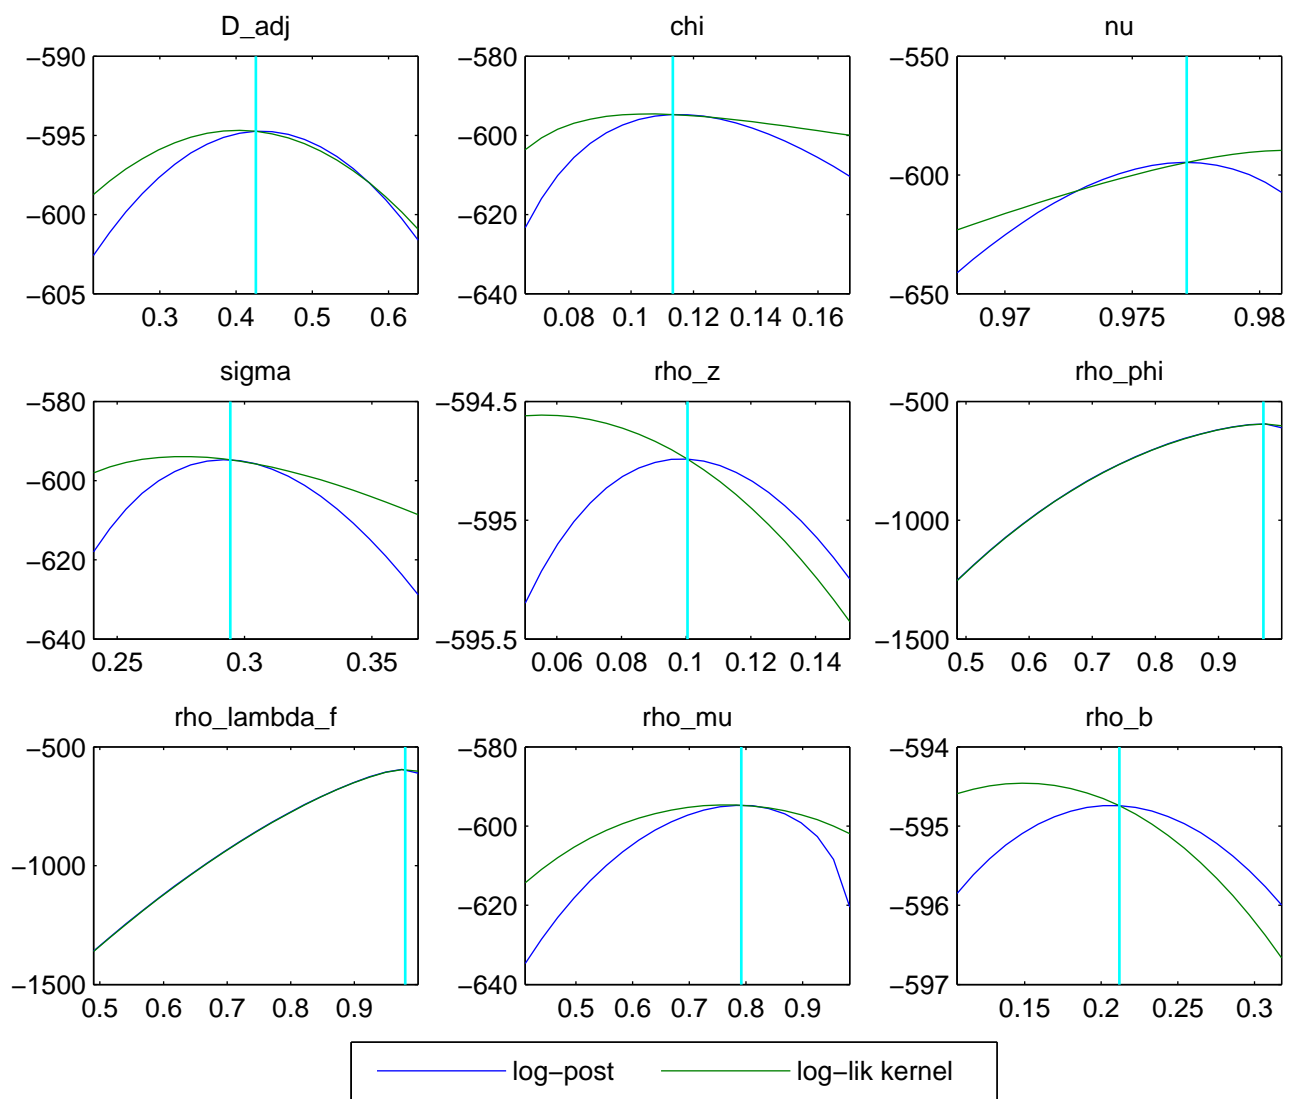 D_adj chi nu
−590 −580 −550
−595 −600 −600
−600 −620
−605 −640 −650
0.3 0.4 0.5 0.6 0.08 0.1 0.12 0.14 0.16 0.97 0.975 0.98
sigma rho_z rho_phi
−580 −594.5 −500
−600 −595 −1000
−620
−640 −595.5 −1500
0.25 0.3 0.35 0.06 0.08 0.1 0.12 0.14 0.5 0.6 0.7 0.8 0.9
rho_lambda_f rho_mu rho_b
−500 −580 −594
−1000 −600 −595
−620 −596
−1500 −640 −597
0.5 0.6 0.7 0.8 0.9 0.5 0.6 0.7 0.8 0.9 0.15 0.2 0.25 0.3
log−post log−lik kernel